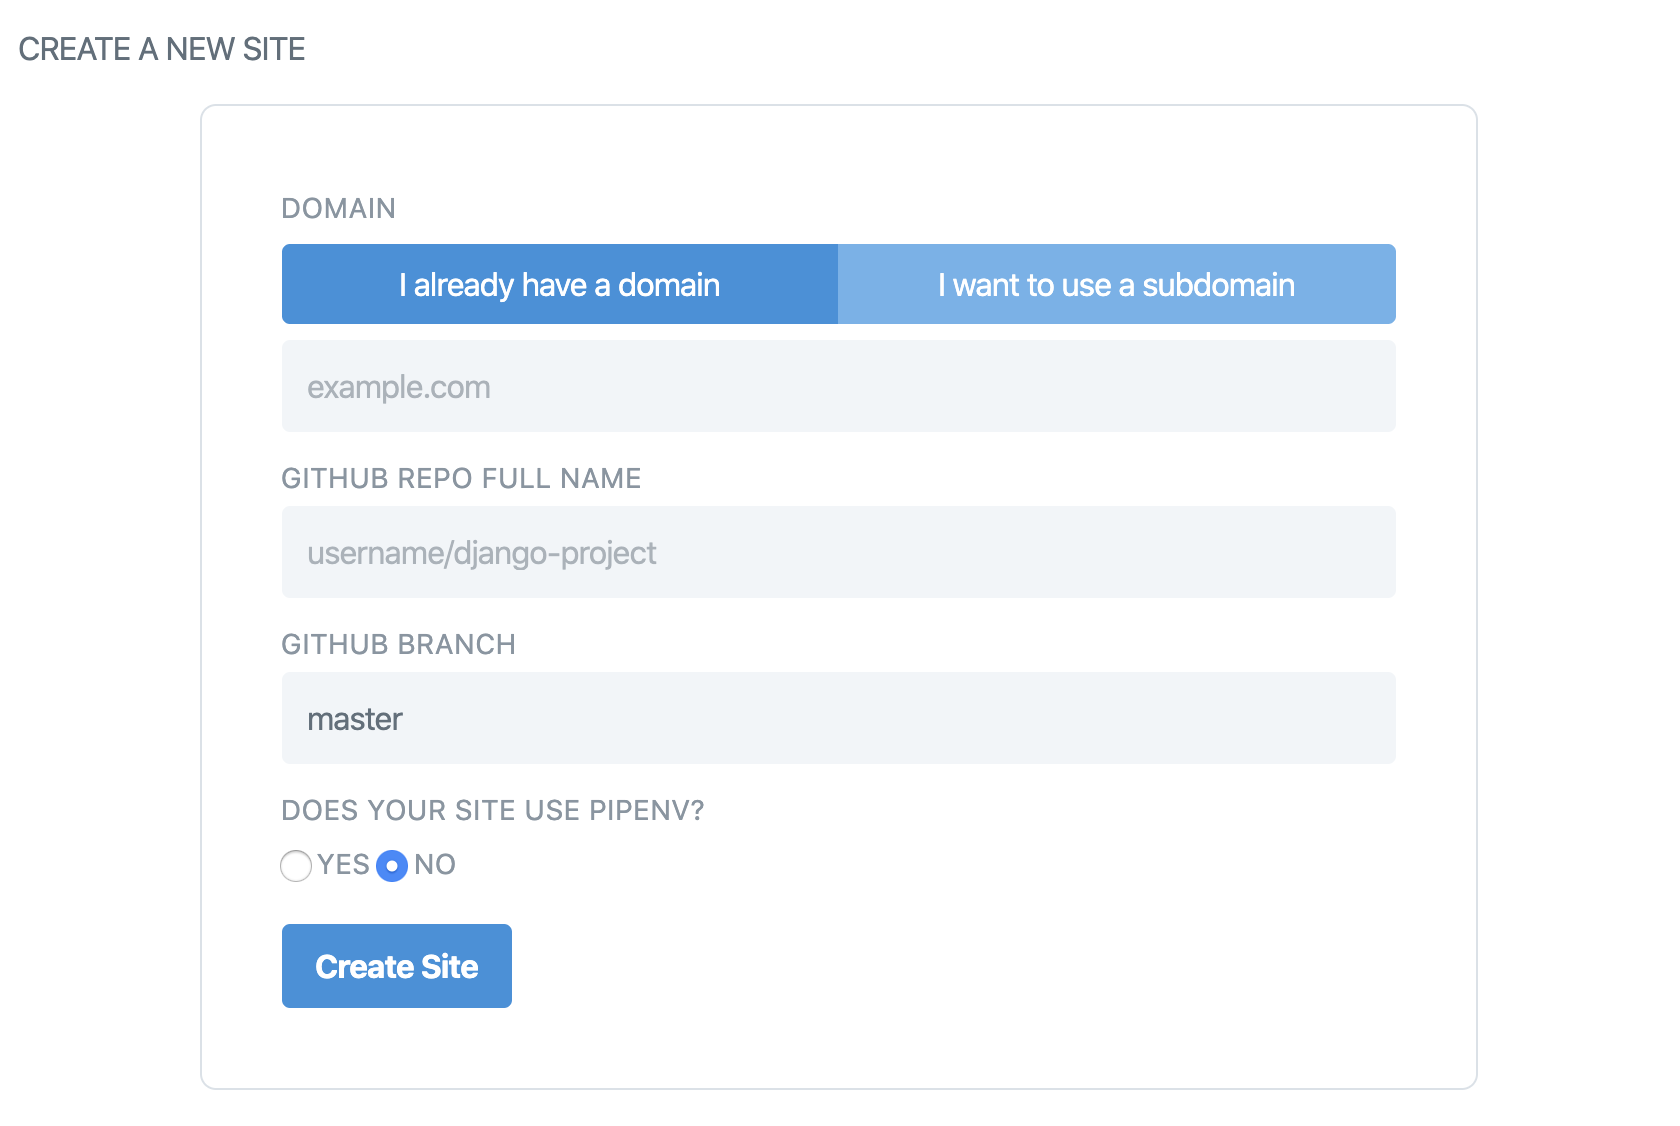 CREATE A NEW SITE
DOMAIN
I already have a domain I want to use a subdomain
example.com
GITHUB REPO FULL NAME
username/django-project
GITHUB BRANCH
master
DOES YOUR SITE USE PIPENV?
YES NO
Create Site